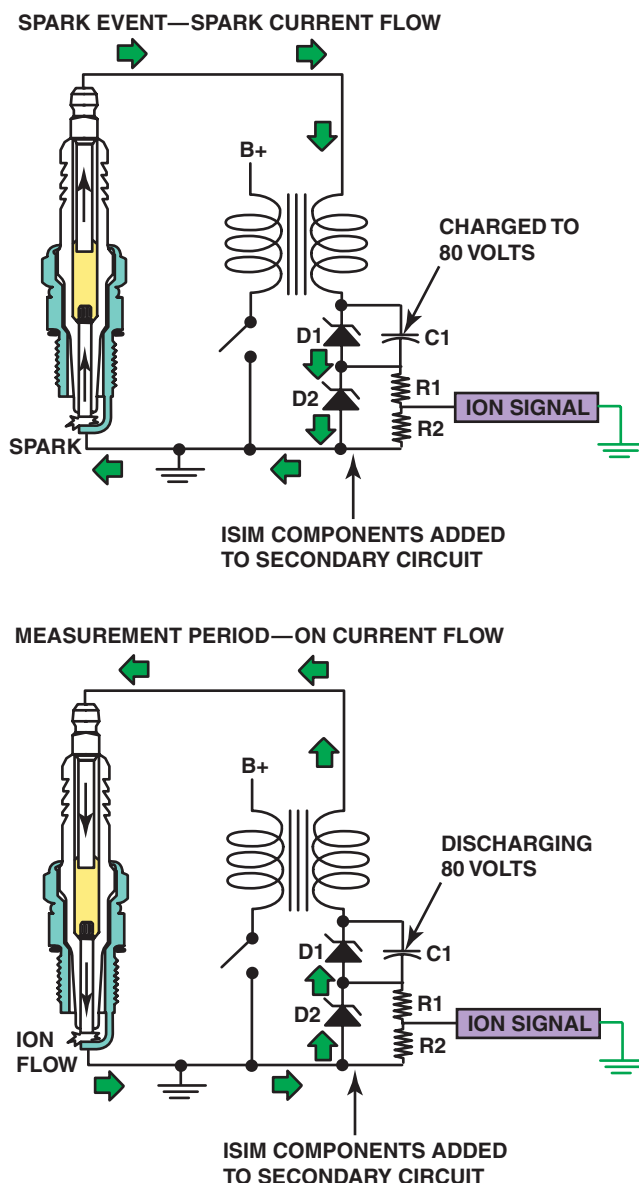 SPARK EVENT—SPARK CURRENT FLOW
B+
CHARGED TO
80 VOLTS
D1
C1
R1
D2
ION SIGNAL
R2
SPARK
ISIM COMPONENTS ADDED
TO SECONDARY CIRCUIT
MEASUREMENT PERIOD—ON CURRENT FLOW
B+
DISCHARGING
80 VOLTS
D1
C1
R1
D2
ION SIGNAL
R2
ION
FLOW
ISIM COMPONENTS ADDED
TO SECONDARY CIRCUIT